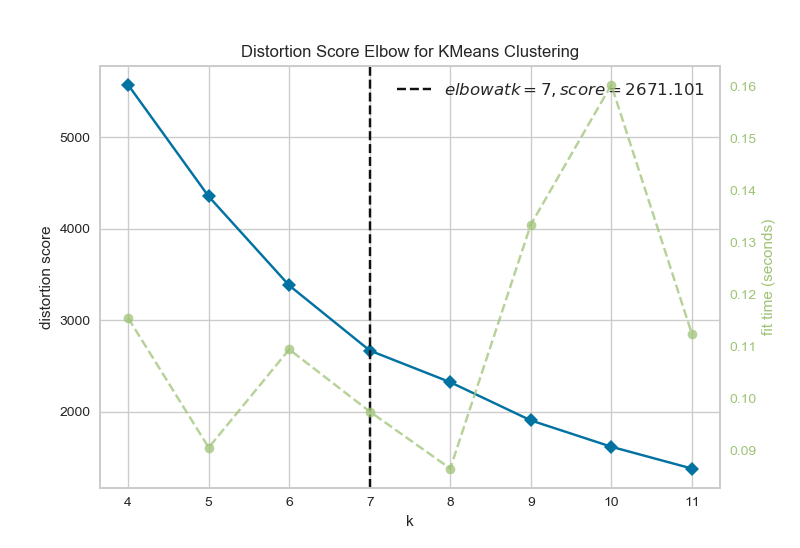 Distortion Score Elbow for KMeans Clustering
elbowatk = 7, score = 2671.101
distortion score
5000
4000
3000
2000
fit time (seconds)
0.16
0.15
0.14
0.13
0.12
0.11
0.10
0.09
4 5 6 7 8 9 10 11
k